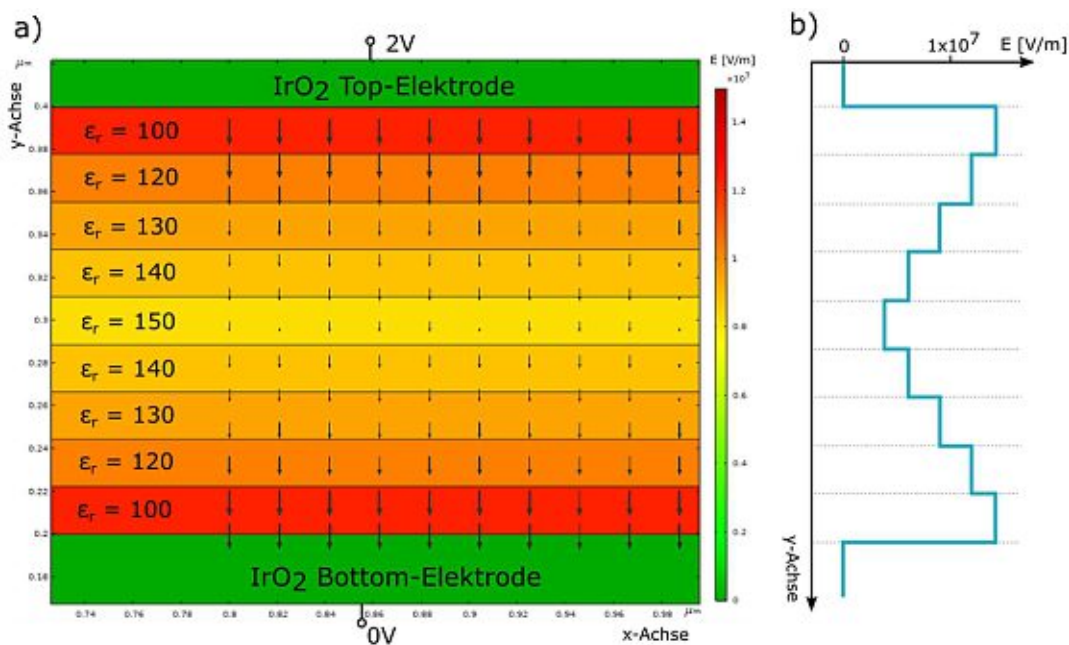 a)
2V
μm
IrO₂ Top-Elektrode
y-Achse
0.4
εᵣ = 100
0.38
εᵣ = 120
0.36
εᵣ = 130
0.34
εᵣ = 140
0.32
εᵣ = 150
0.3
εᵣ = 140
0.28
0.26
εᵣ = 130
0.24
εᵣ = 120
0.22
εᵣ = 100
0.2
0.18
IrO₂ Bottom-Elektrode
0.74 0.76 0.78 0.8 0.82 0.84 0.86 0.88 0.9 0.92 0.94 0.96 0.98 μm
0V
x-Achse
E [V/m]
×10⁷
1.4
1.2
1
0.8
0.6
0.4
0.2
0
b)
0 1x10⁷ E [V/m]
y-Achse